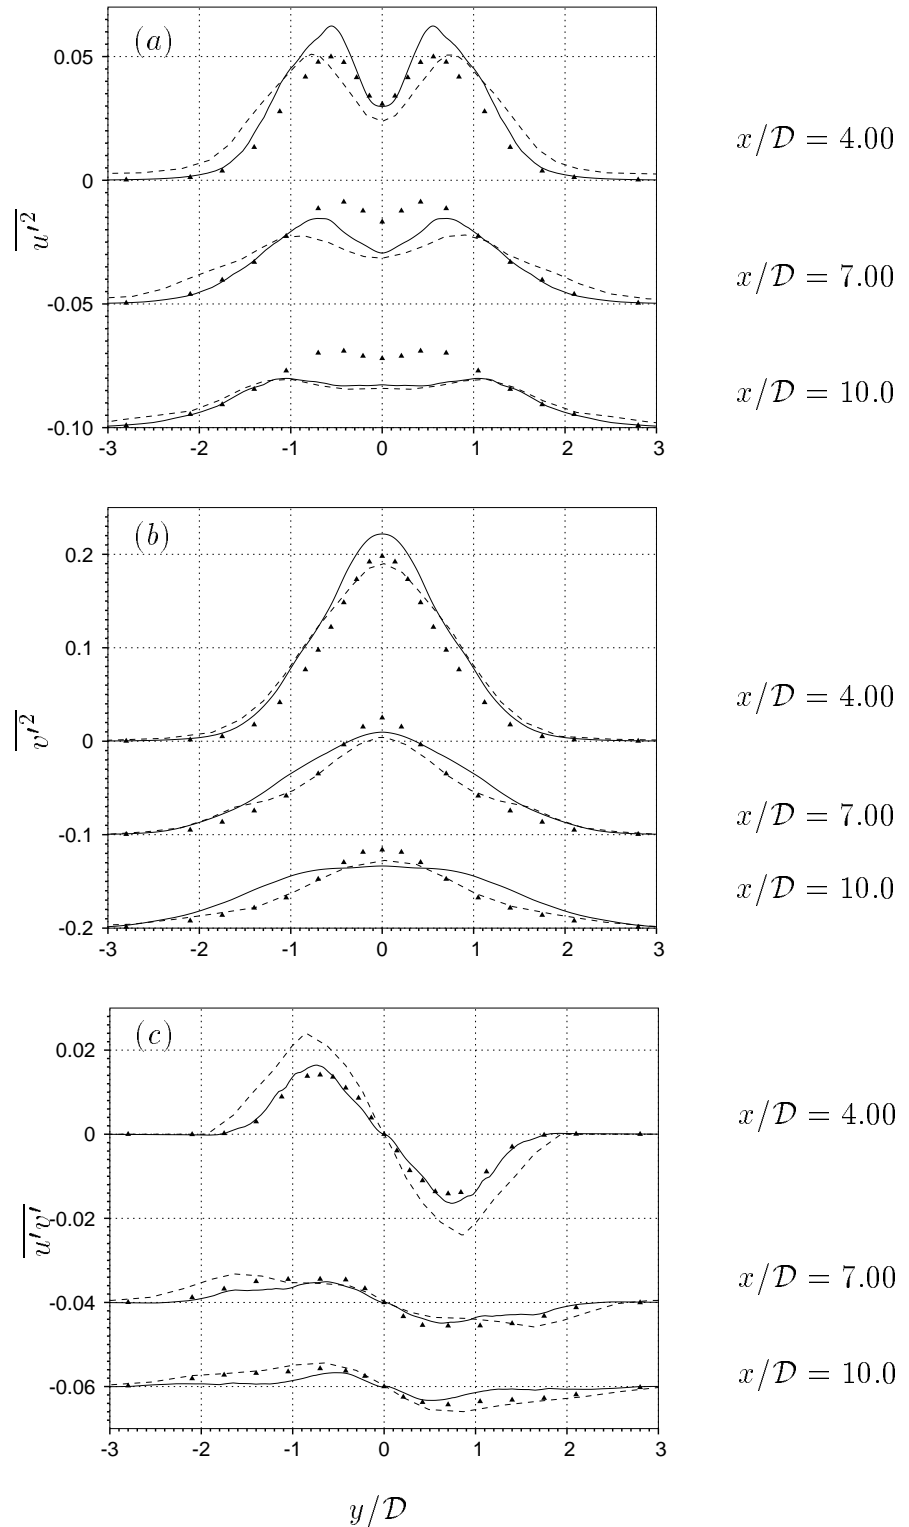 (a)
0.05
0
-0.05
-0.10
-3 -2 -1 0 1 2 3
\overline{u'^2}
x/𝒟 = 4.00
x/𝒟 = 7.00
x/𝒟 = 10.0
(b)
0.2
0.1
0
-0.1
-0.2
-3 -2 -1 0 1 2 3
\overline{v'^2}
x/𝒟 = 4.00
x/𝒟 = 7.00
x/𝒟 = 10.0
(c)
0.02
0
-0.02
-0.04
-0.06
-3 -2 -1 0 1 2 3
\overline{u'v'}
x/𝒟 = 4.00
x/𝒟 = 7.00
x/𝒟 = 10.0
y/𝒟